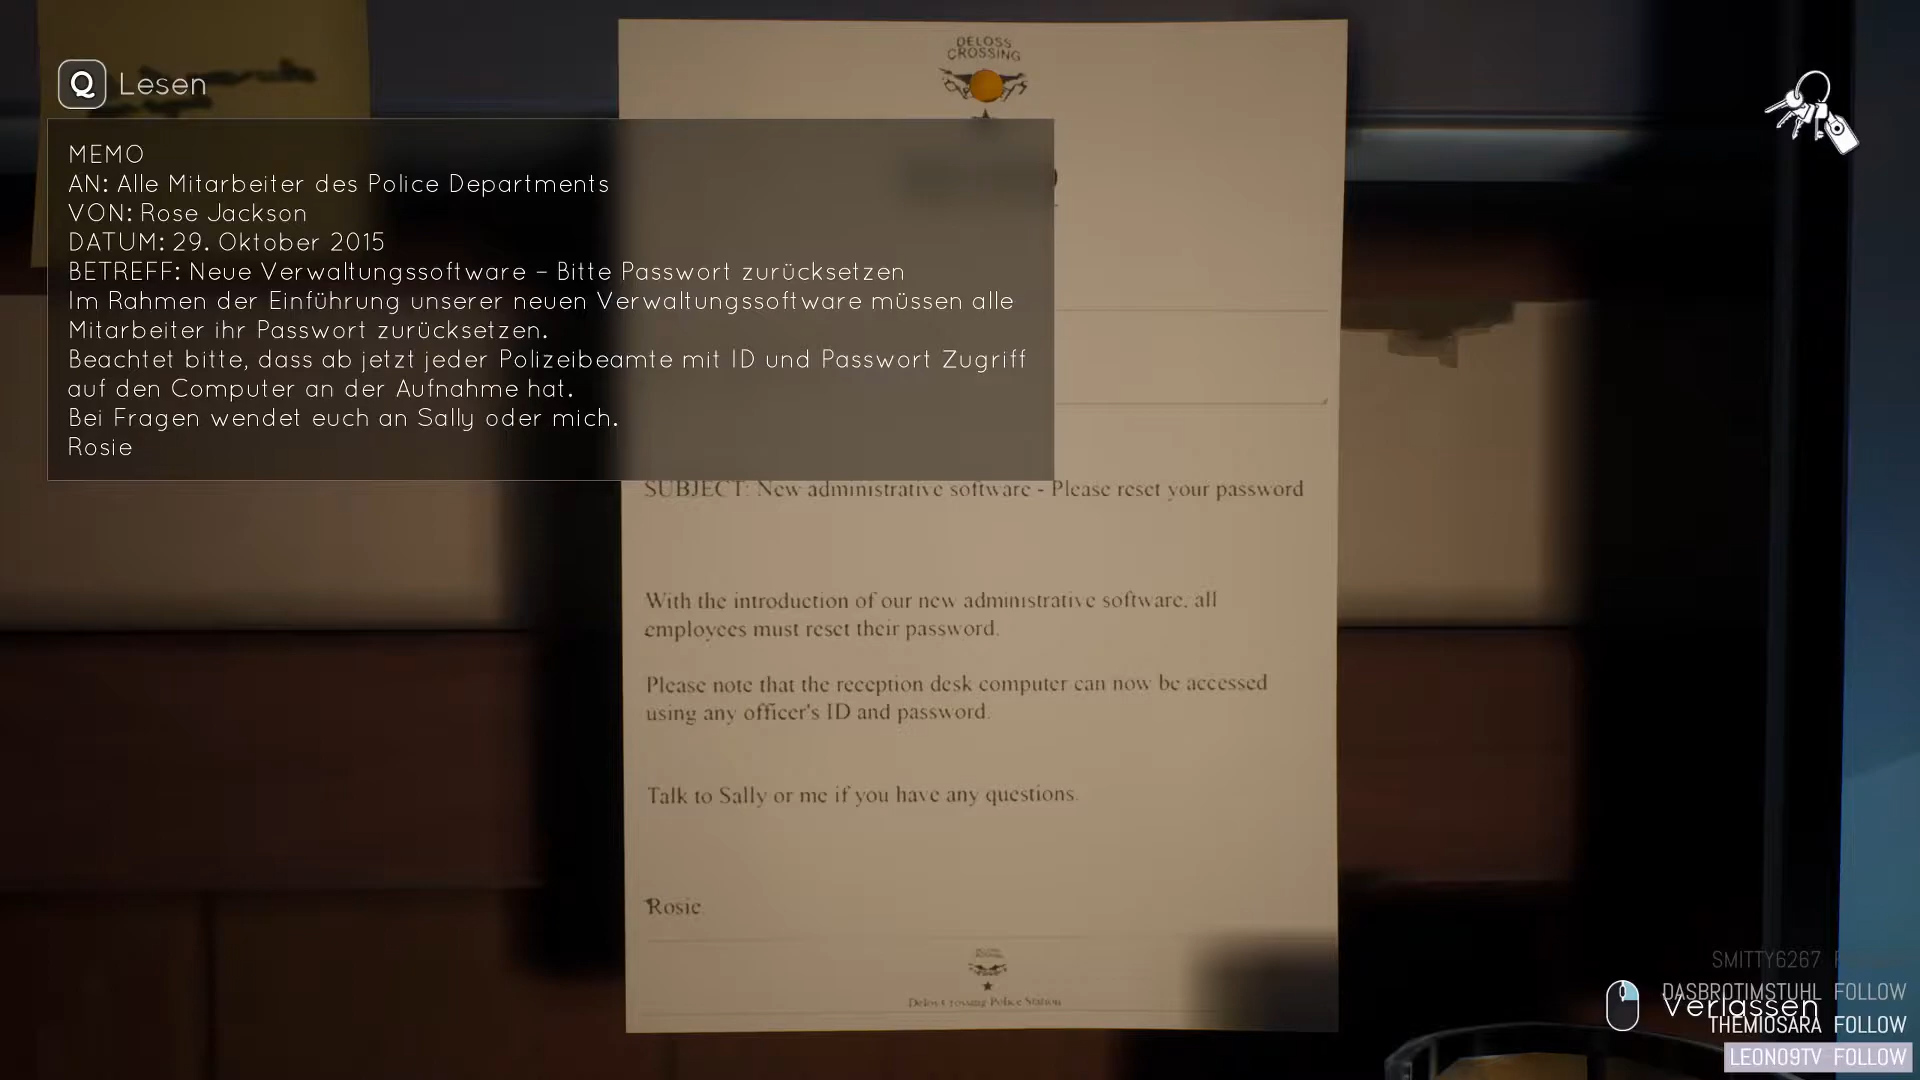 DELOSS
CROSSING
Q Lesen
MEMO
AN: Alle Mitarbeiter des Police Departments
VON: Rose Jackson
DATUM: 29. Oktober 2015
BETREFF: Neue Verwaltungssoftware – Bitte Passwort zurücksetzen
Im Rahmen der Einführung unserer neuen Verwaltungssoftware müssen alle
Mitarbeiter ihr Passwort zurücksetzen.
Beachtet bitte, dass ab jetzt jeder Polizeibeamte mit ID und Passwort Zugriff
auf den Computer an der Aufnahme hat.
Bei Fragen wendet euch an Sally oder mich.
Rosie
SUBJECT: New administrative software - Please reset your password
With the introduction of our new administrative software, all
employees must reset their password.
Please note that the reception desk computer can now be accessed
using any officer's ID and password.
Talk to Sally or me if you have any questions.
Rosie
Deloss Crossing Police Station
SMITTY6267
DASBROTIMSTUHL FOLLOW
Verlassen
THEMIOSARA FOLLOW
LEONO9TV FOLLOW